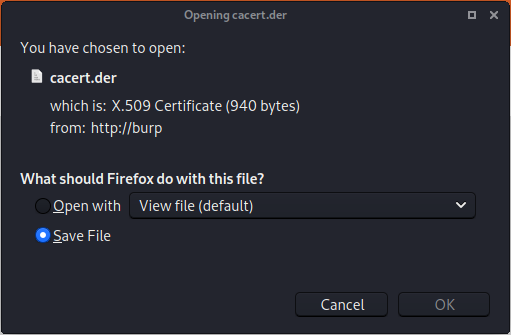 Opening cacert.der
You have chosen to open:
cacert.der
which is: X.509 Certificate (940 bytes)
from: http://burp
What should Firefox do with this file?
Open with View file (default)
Save File
Cancel OK